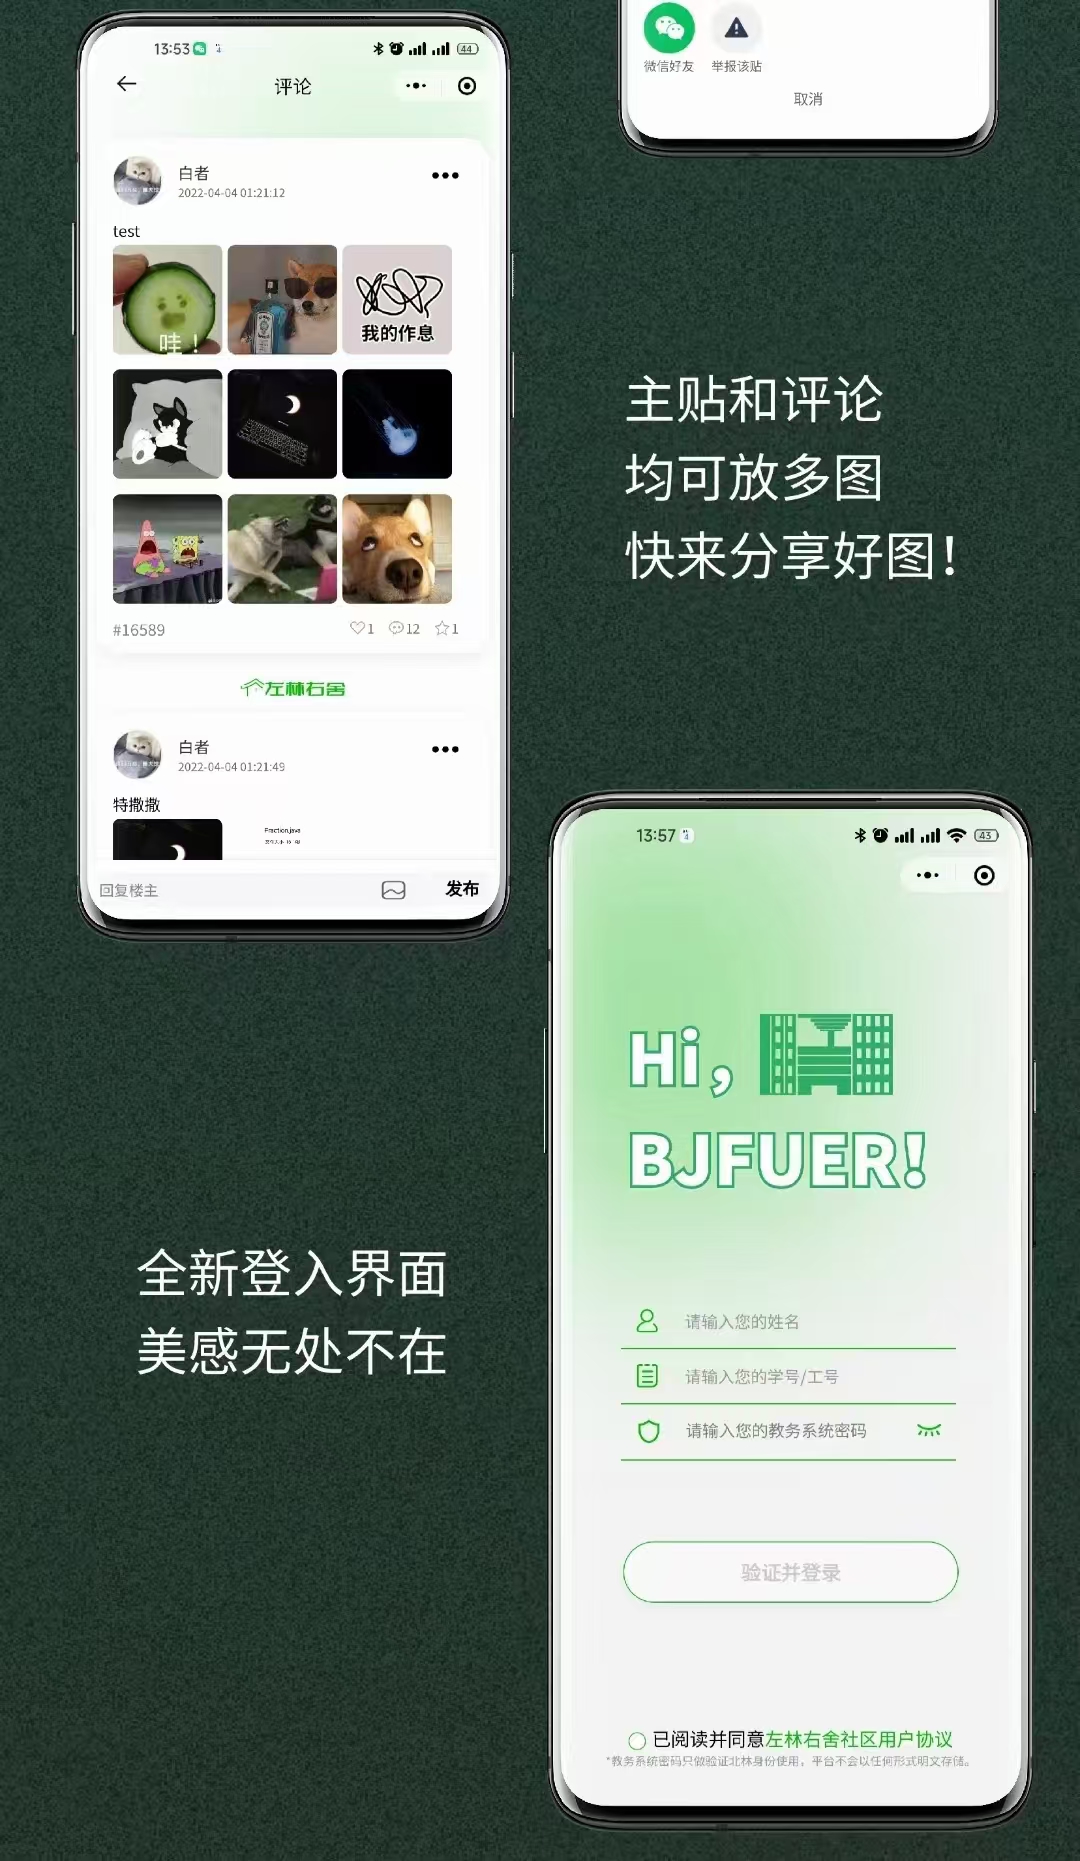 微信好友
举报该贴
取消
13:53
44
评论
白者
2022-04-04 01:21:12
test
哇！
我的作息
#16589
1
12
1
左林右舍
白者
2022-04-04 01:21:49
特撒撒
Fraction.java
回复楼主
发布
主贴和评论
均可放多图
快来分享好图！
13:57
43
Hi,
BJFUER!
全新登入界面
美感无处不在
请输入您的姓名
请输入您的学号/工号
请输入您的教务系统密码
验证并登录
已阅读并同意左林右舍社区用户协议
*教务系统密码只做验证北林身份使用，平台不会以任何形式明文存储。